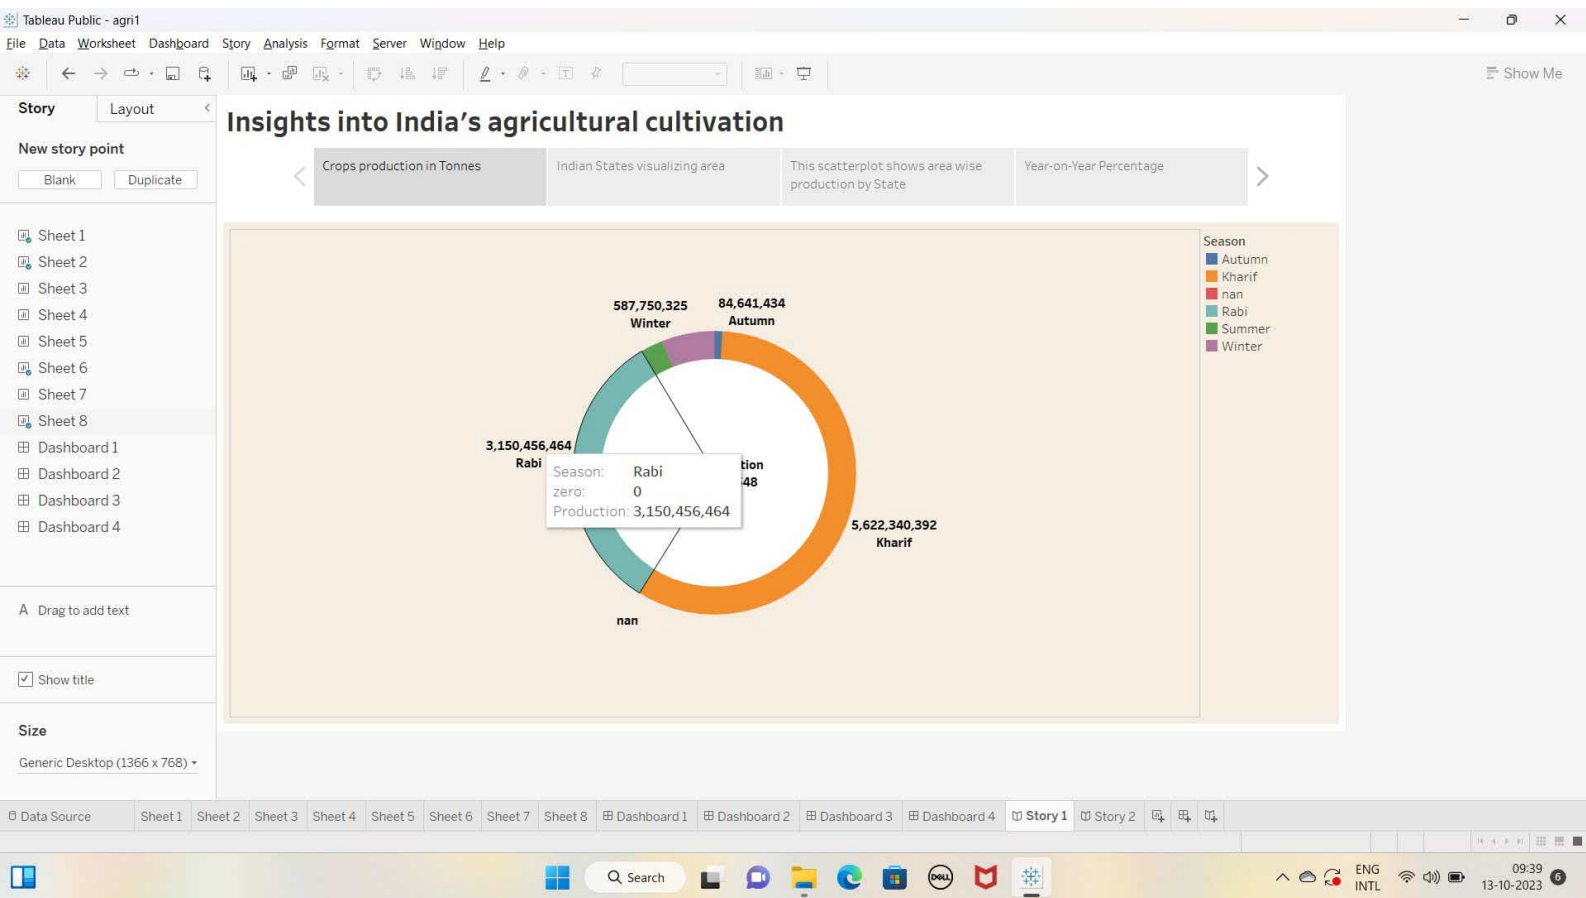 Tableau Public - agri1
File Data Worksheet Dashboard Story Analysis Format Server Window Help
Show Me
Story Layout
New story point
Blank Duplicate
Sheet 1
Sheet 2
Sheet 3
Sheet 4
Sheet 5
Sheet 6
Sheet 7
Sheet 8
Dashboard 1
Dashboard 2
Dashboard 3
Dashboard 4
A Drag to add text
Show title
Size
Generic Desktop (1366 x 768)
Insights into India's agricultural cultivation
Crops production in Tonnes
Indian States visualizing area
This scatterplot shows area wise
production by State
Year-on-Year Percentage
587,750,325
Winter
84,641,434
Autumn
3,150,456,464
Rabi
tion
48
Season: Rabi
zero: 0
Production: 3,150,456,464
5,622,340,392
Kharif
nan
Season
Autumn
Kharif
nan
Rabi
Summer
Winter
Data Source Sheet 1 Sheet 2 Sheet 3 Sheet 4 Sheet 5 Sheet 6 Sheet 7 Sheet 8 Dashboard 1 Dashboard 2 Dashboard 3 Dashboard 4 Story 1 Story 2
Search
DELL
ENG
INTL
09:39
13-10-2023
6